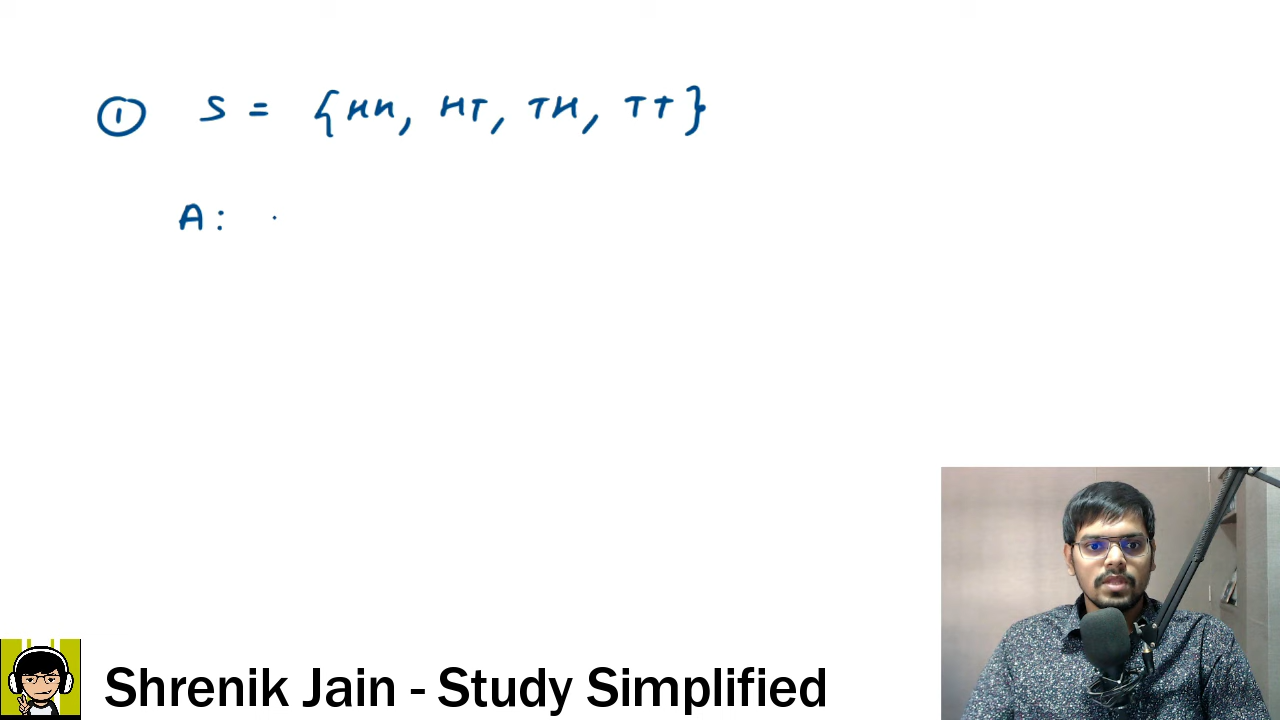 ① S = {HH, HT, TH, TT}
A:
Shrenik Jain - Study Simplified